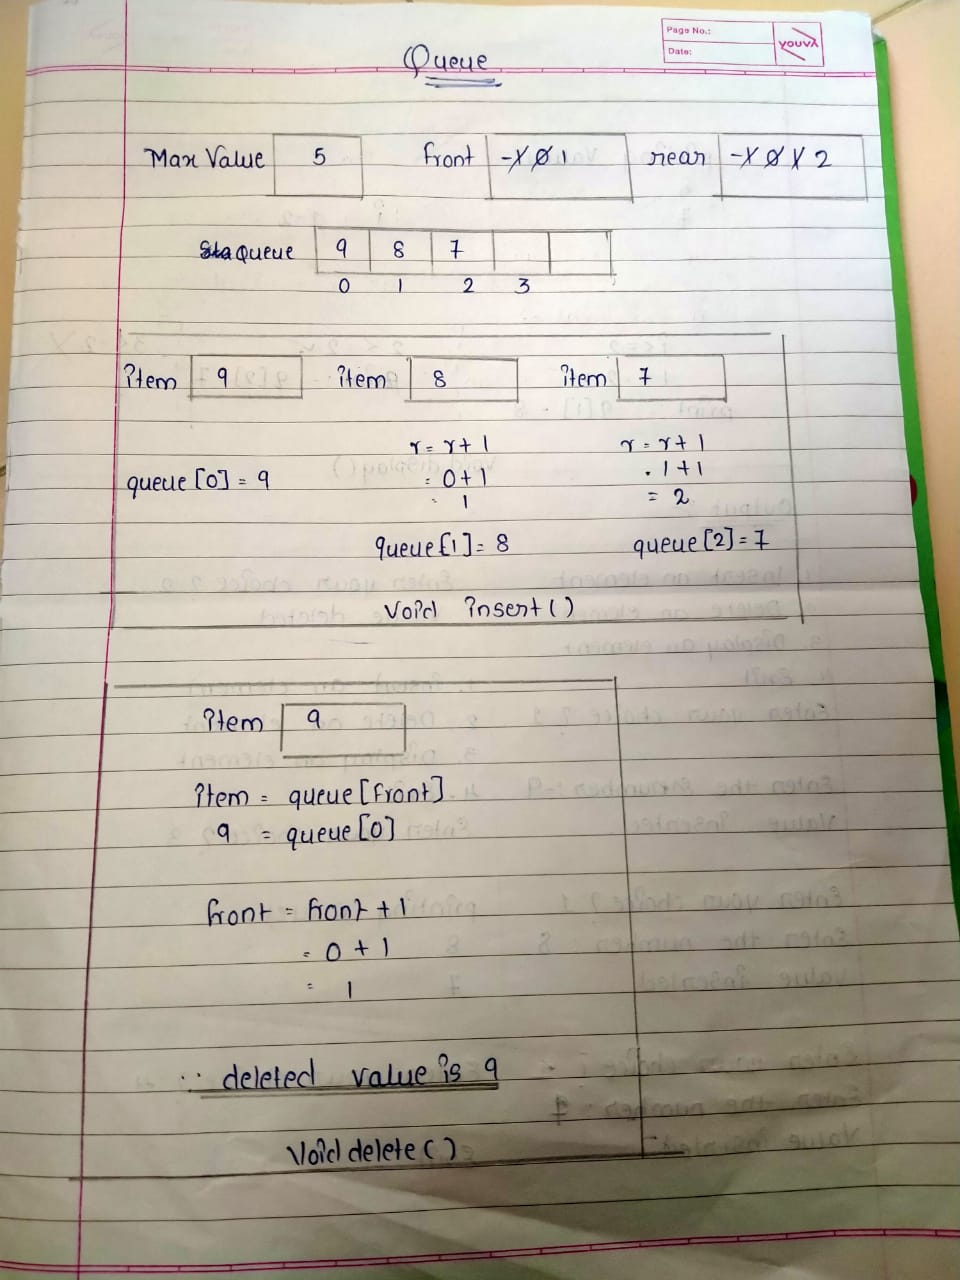 Page No.:
Date:
YOUVA
Queue
Max Value 5 front -1 0 1 rear -1 0 1 2
Queue 9 8 7
0 1 2 3
item 9 item 8 item 7
r = r + 1 r = r + 1
queue [0] = 9 = 0 + 1 = 1 + 1
= 1 = 2
queue [1] = 8 queue [2] = 7
Void insert ( )
item 9
item = queue [front]
9 = queue [0]
front = front + 1
= 0 + 1
= 1
∴ deleted value is 9
Void delete ( )